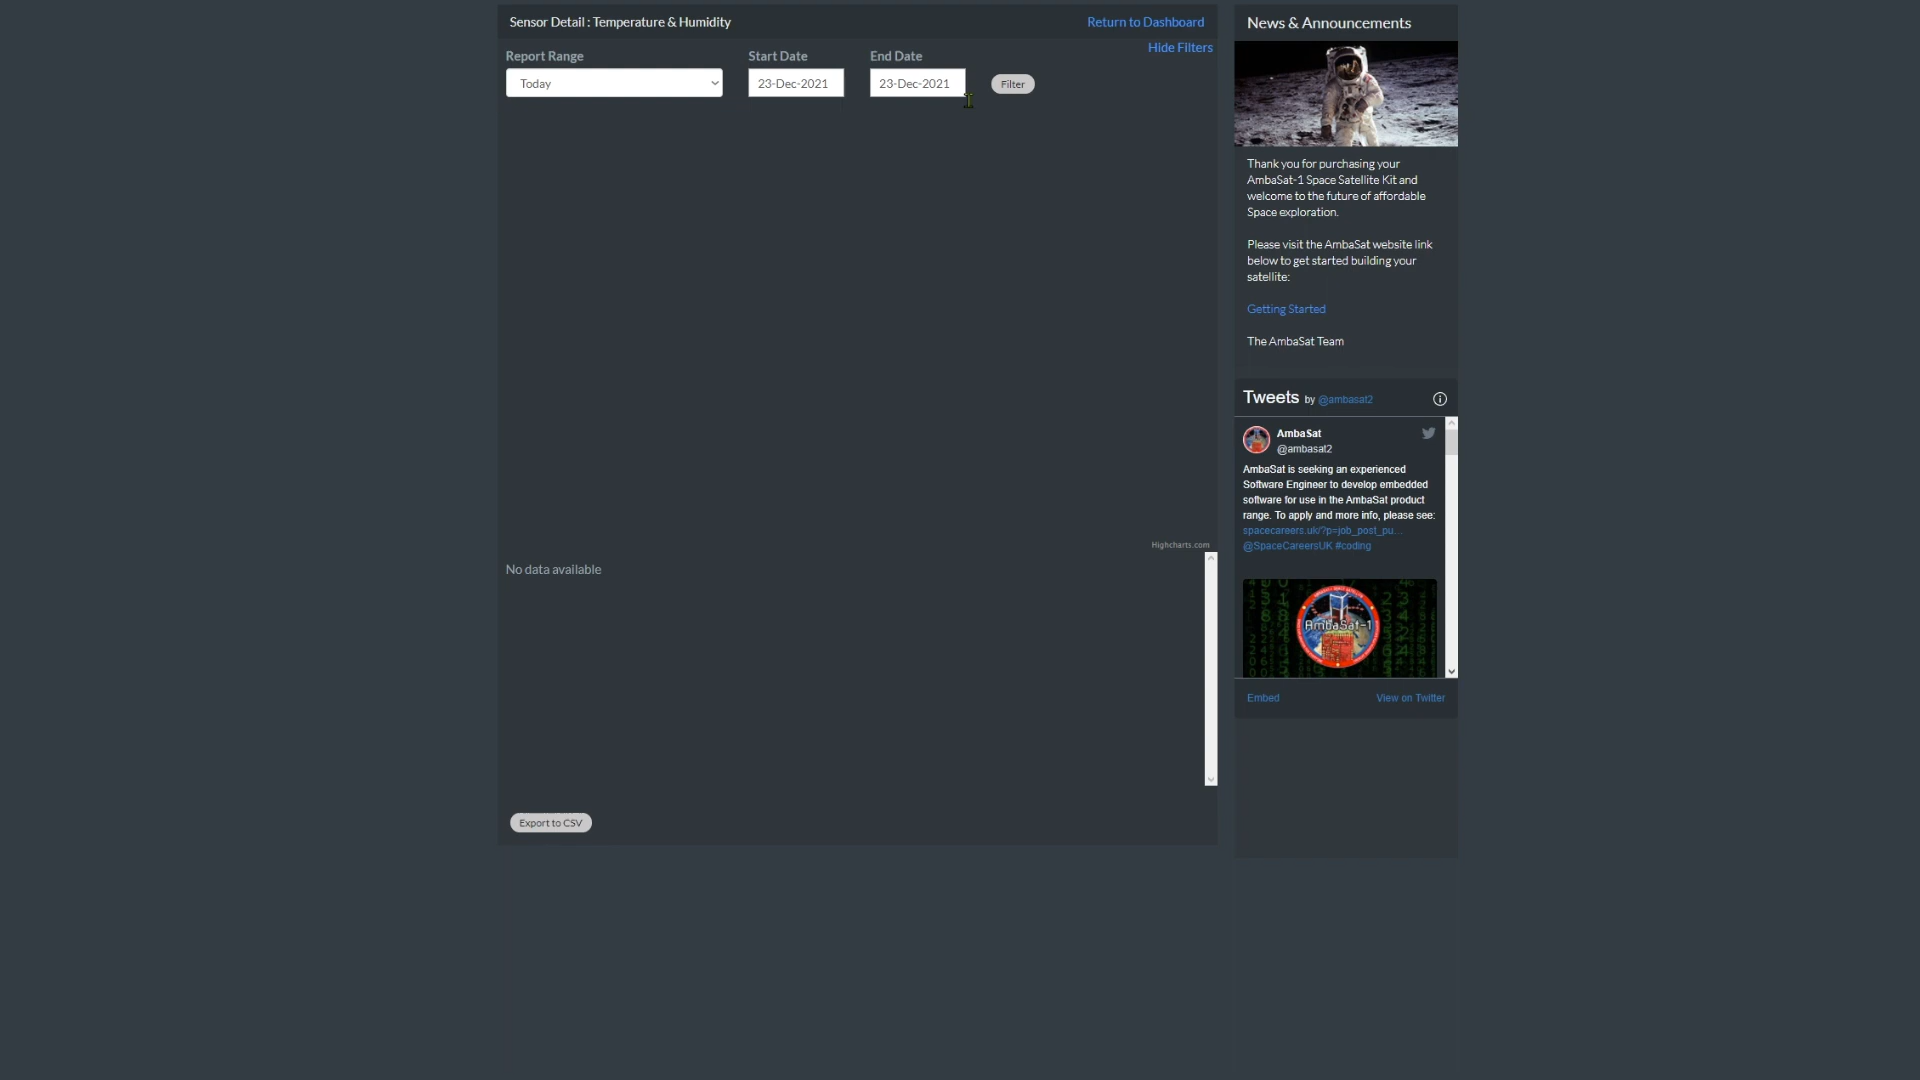 Sensor Detail : Temperature & Humidity
Return to Dashboard
Hide Filters
Report Range
Start Date
End Date
Today
23-Dec-2021
23-Dec-2021
Filter
Highcharts.com
No data available
Export to CSV
News & Announcements
Thank you for purchasing your
AmbaSat-1 Space Satellite Kit and
welcome to the future of affordable
Space exploration.
Please visit the AmbaSat website link
below to get started building your
satellite:
Getting Started
The AmbaSat Team
Tweets by @ambasat2
AmbaSat
@ambasat2
AmbaSat is seeking an experienced
Software Engineer to develop embedded
software for use in the AmbaSat product
range. To apply and more info, please see:
spacecareers.uk/?p=job_post_pu...
@SpaceCareersUK #coding
AmbaSat-1
Embed
View on Twitter